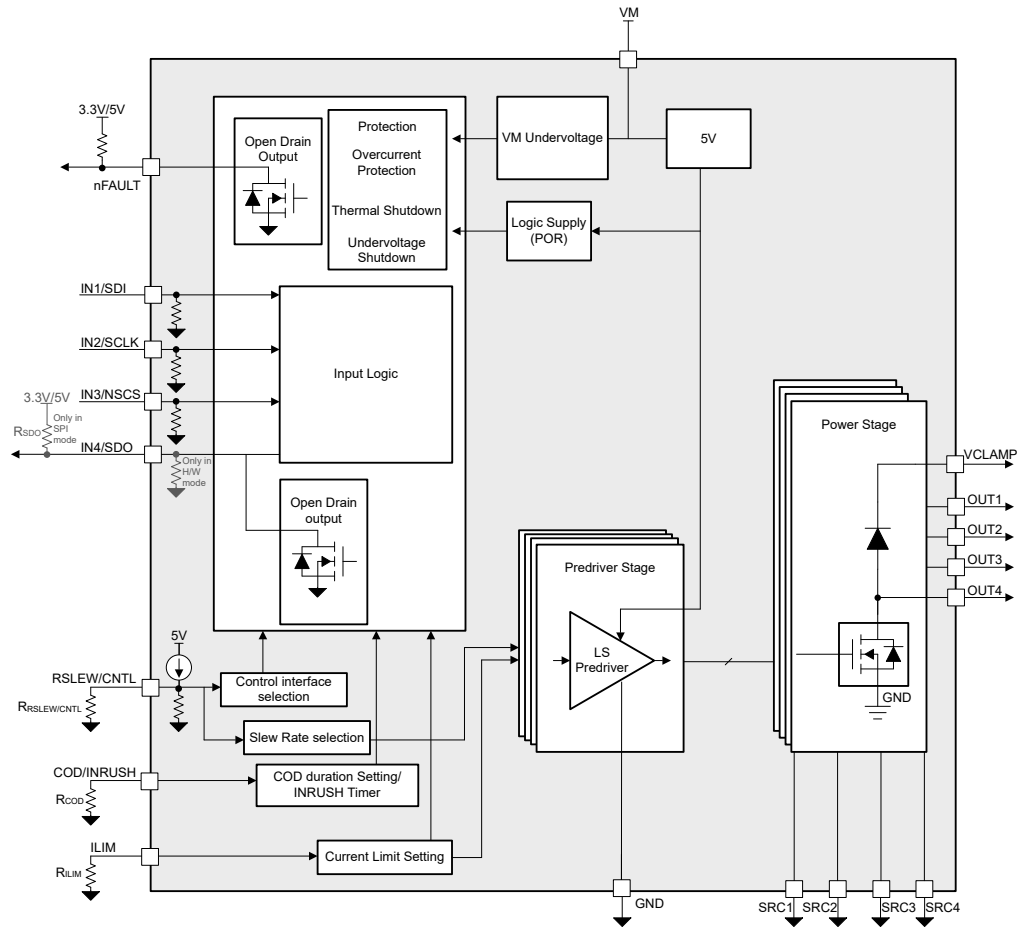 VM
3.3V/5V
nFAULT
Open Drain
Output
Protection
Overcurrent
Protection
Thermal Shutdown
Undervoltage
Shutdown
VM Undervoltage
5V
Logic Supply
(POR)
IN1/SDI
IN2/SCLK
IN3/NSCS
3.3V/5V
RSDO
Only in
SPI
mode
IN4/SDO
Only in
H/W
mode
Input Logic
Open Drain
output
Power Stage
VCLAMP
OUT1
OUT2
OUT3
OUT4
GND
Predriver Stage
LS
Predriver
5V
RSLEW/CNTL
RRSLEW/CNTL
Control interface
selection
Slew Rate selection
COD/INRUSH
RCOD
COD duration Setting/
INRUSH Timer
ILIM
RILIM
Current Limit Setting
GND
SRC1
SRC2
SRC3
SRC4